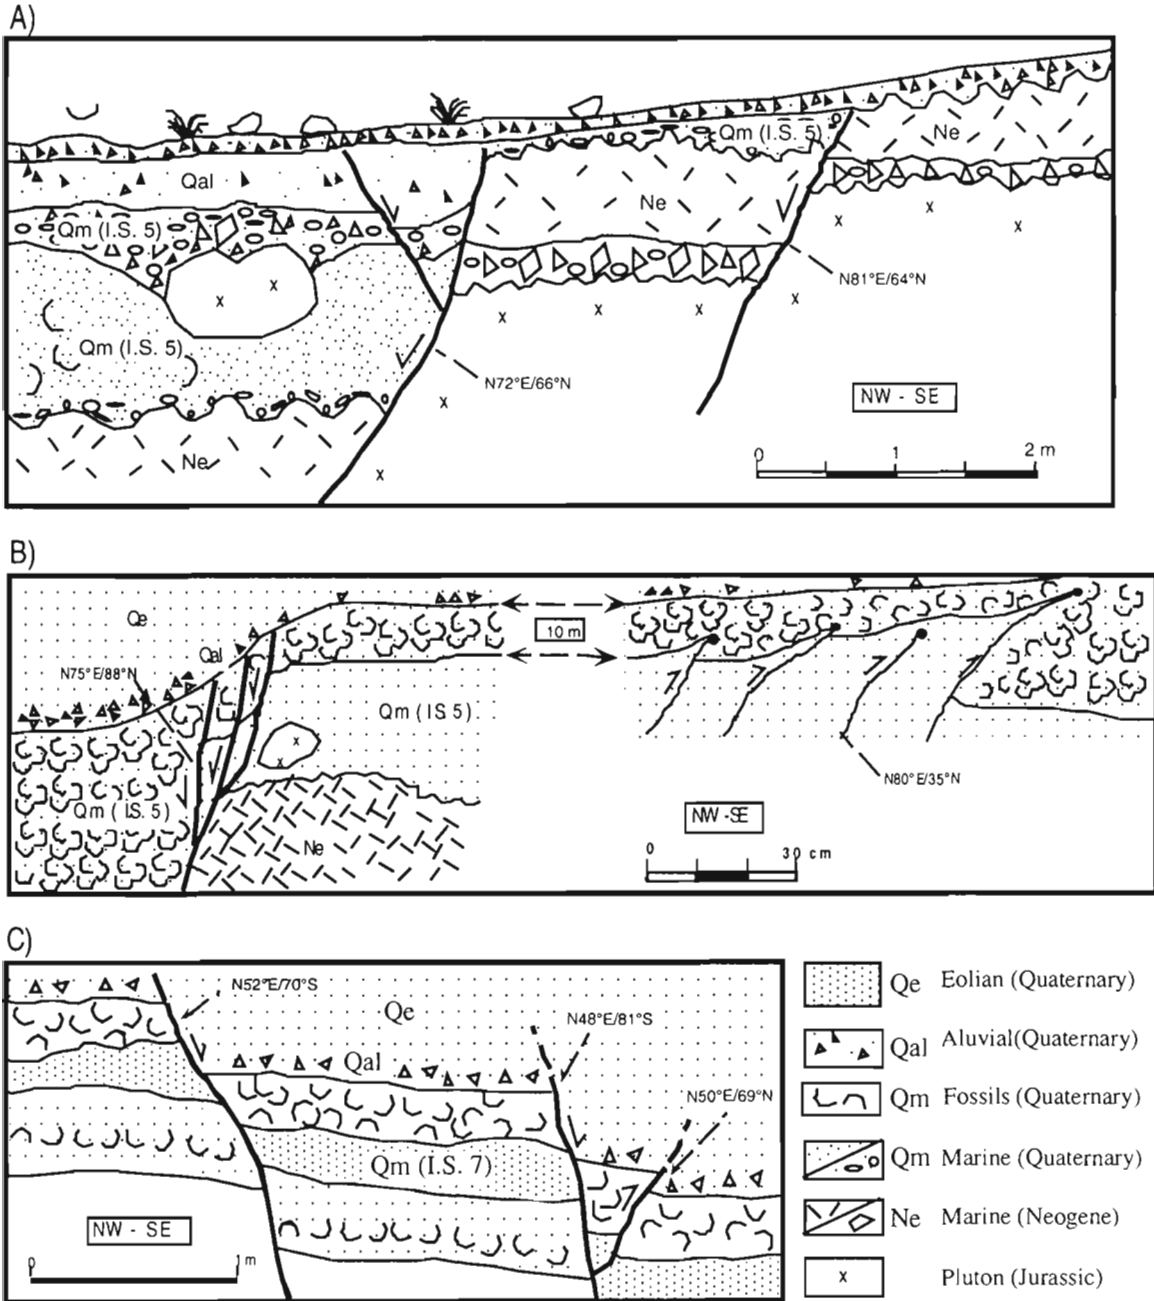 A)
Qm (I.S. 5)
Ne
Qal
Ne
Qm (I.S. 5)
N81°E/64°N
Qm (I.S. 5)
N72°E/66°N
NW - SE
Ne
0 1 2 m
B)
Qe
10 m
Qal
N75°E/88°N
Qm (IS 5)
N80°E/35°N
Qm (I.S. 5)
NW -SE
Ne
0 30 cm
C)
N52°E/70°S
Qe
N48°E/81°S
Qal
N50°E/69°N
Qm (I.S. 7)
NW - SE
0 1 m
Qe Eolian (Quaternary)
Qal Aluvial(Quaternary)
Qm Fossils (Quaternary)
Qm Marine (Quaternary)
Ne Marine (Neogene)
x Pluton (Jurassic)